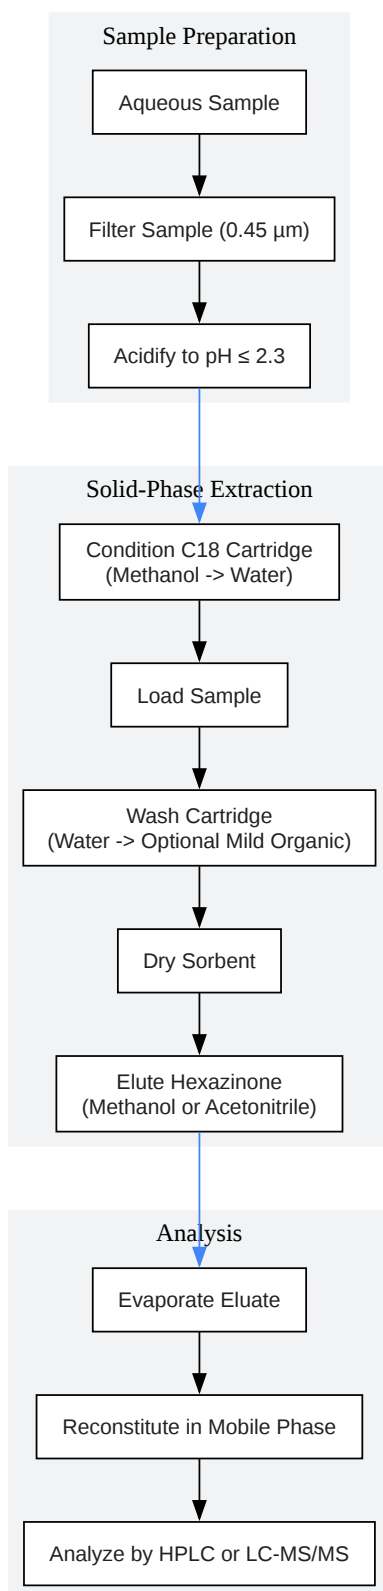 Sample Preparation
Aqueous Sample
Filter Sample (0.45 µm)
Acidify to pH ≤ 2.3
Solid-Phase Extraction
Condition C18 Cartridge
(Methanol -> Water)
Load Sample
Wash Cartridge
(Water -> Optional Mild Organic)
Dry Sorbent
Elute Hexazinone
(Methanol or Acetonitrile)
Analysis
Evaporate Eluate
Reconstitute in Mobile Phase
Analyze by HPLC or LC-MS/MS